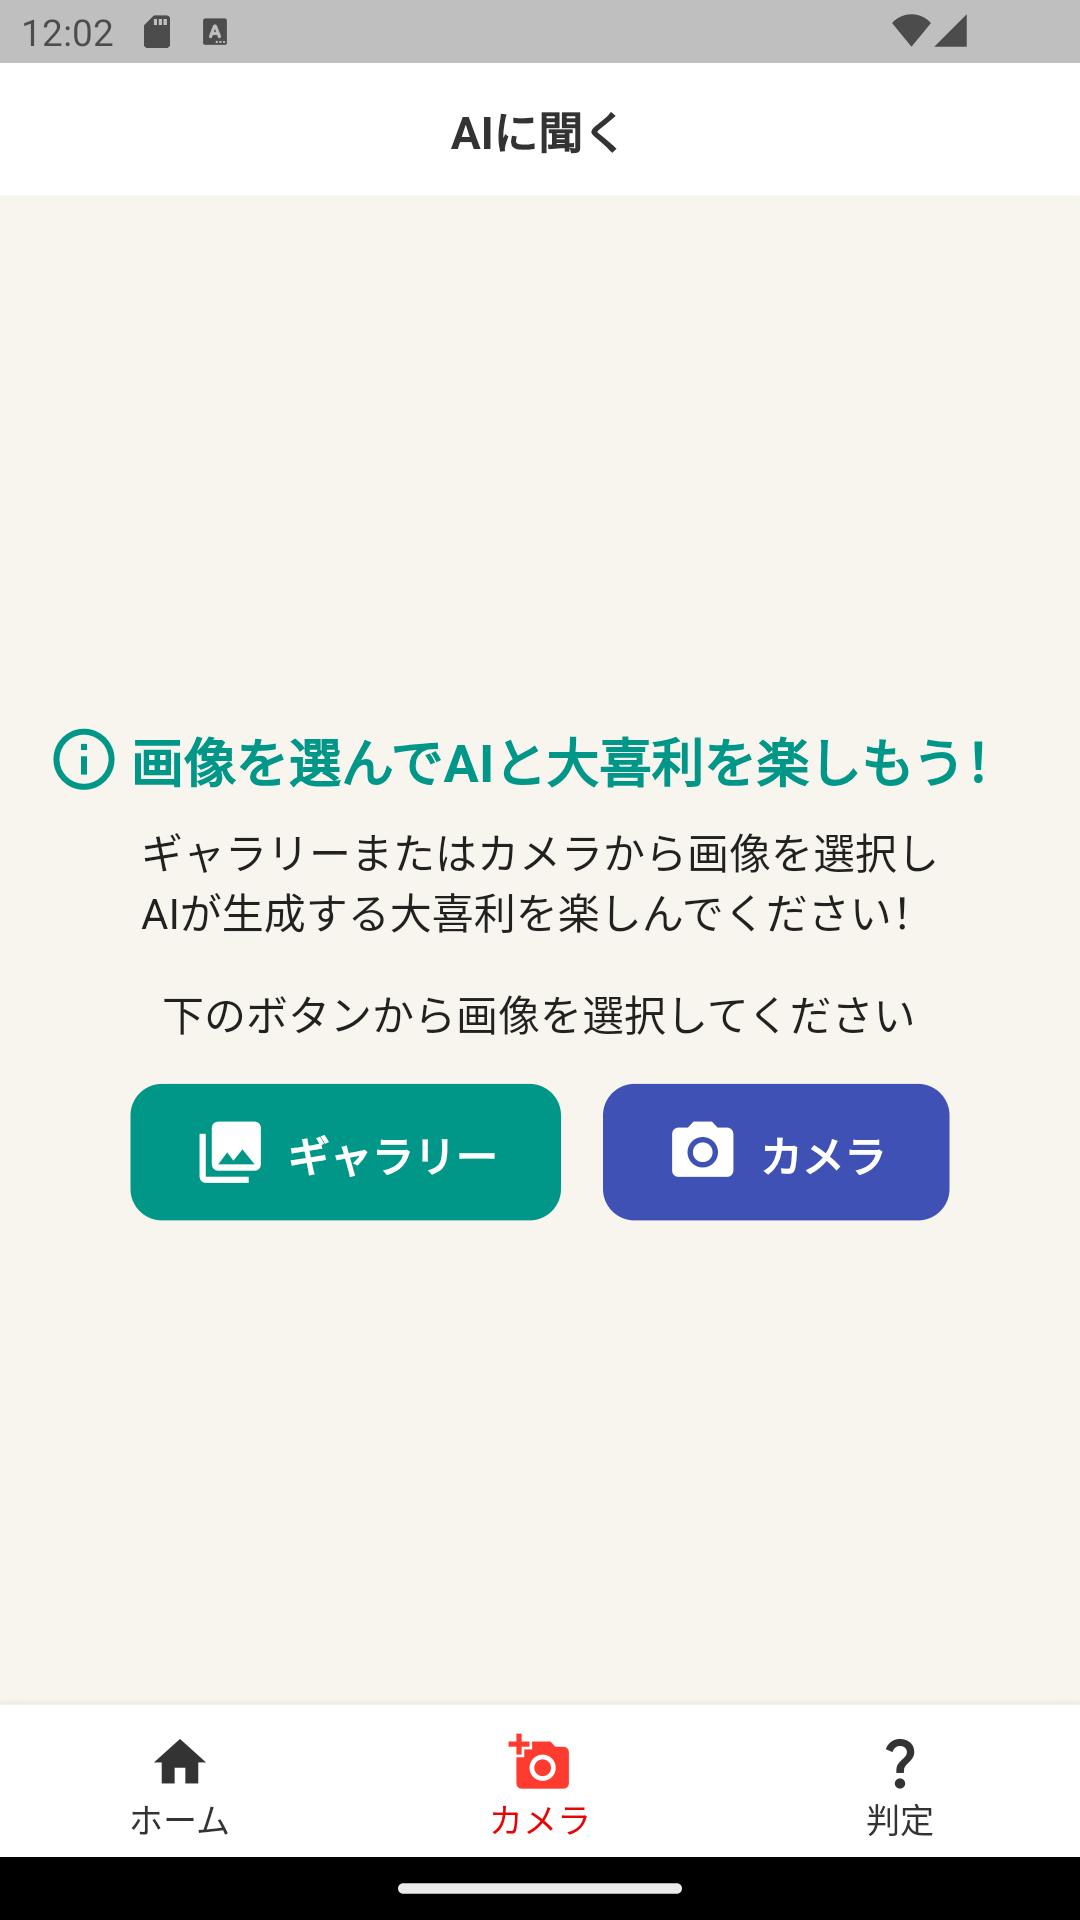 12:02
AIに聞く
画像を選んでAIと大喜利を楽しもう!
ギャラリーまたはカメラから画像を選択し
AIが生成する大喜利を楽しんでください!
下のボタンから画像を選択してください
ギャラリー
カメラ
ホーム
カメラ
判定